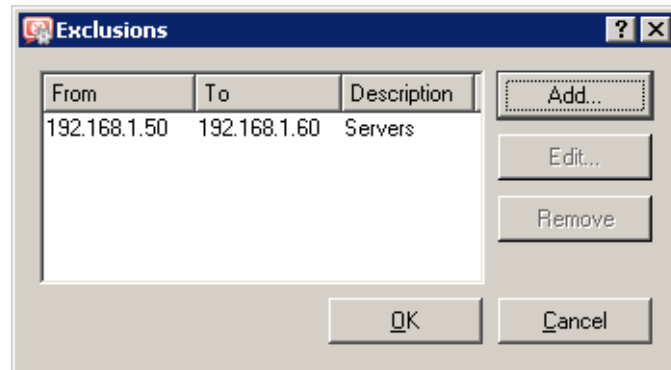 Exclusions
From To Description
192.168.1.50 192.168.1.60 Servers
Add...
Edit...
Remove
OK
Cancel